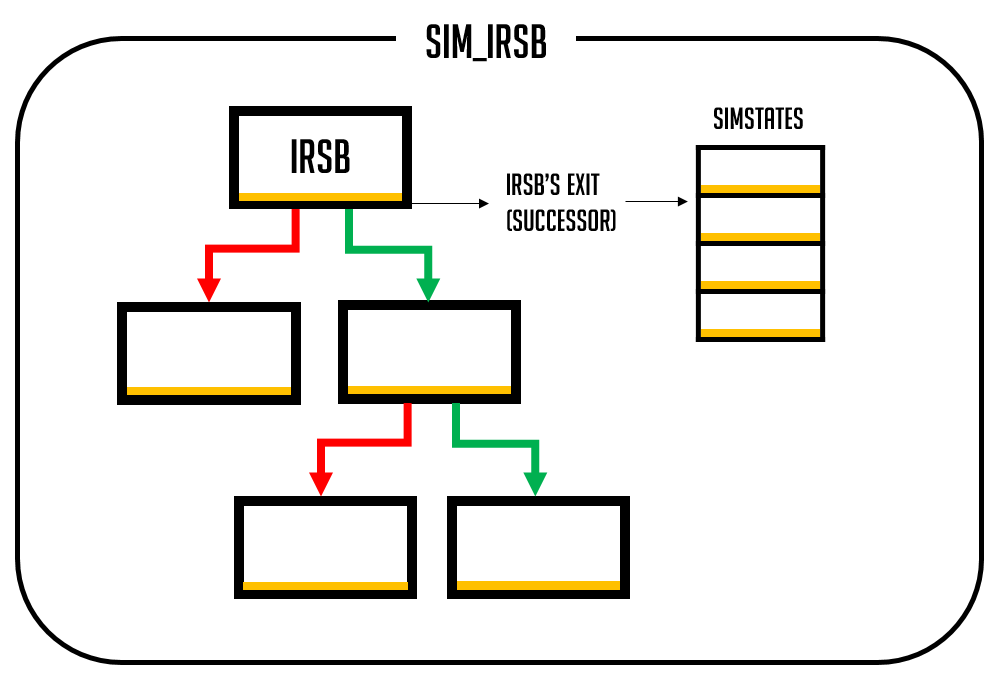 SIM_IRSB
SIMSTATES
IRSB
IRSB'S EXIT
(SUCCESSOR)